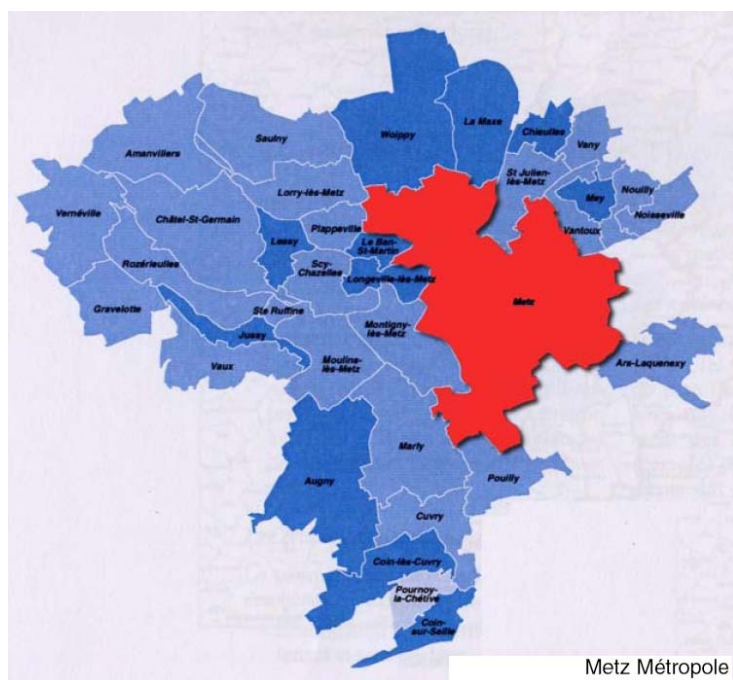 Woippy
La Maxe
Chieulles
Vany
Saulny
Amanvillers
St Julien-
lès-Metz
Lorry-lès-Metz
Mey
Nouilly
Noisseville
Vernéville
Châtel-St-Germain
Plappeville
Vantoux
Lessy
Le Ban-
St-Martin
Rozérieulles
Scy-
Chazelles
Longeville-lès-Metz
Metz
Gravelotte
Ste Ruffine
Jussy
Montigny-
lès-Metz
Vaux
Moulins-
lès-Metz
Ars-Laquenexy
Marly
Augny
Pouilly
Cuvry
Coin-lès-Cuvry
Pournoy-
la-Chétive
Coin-
sur-Seille
Metz Métropole